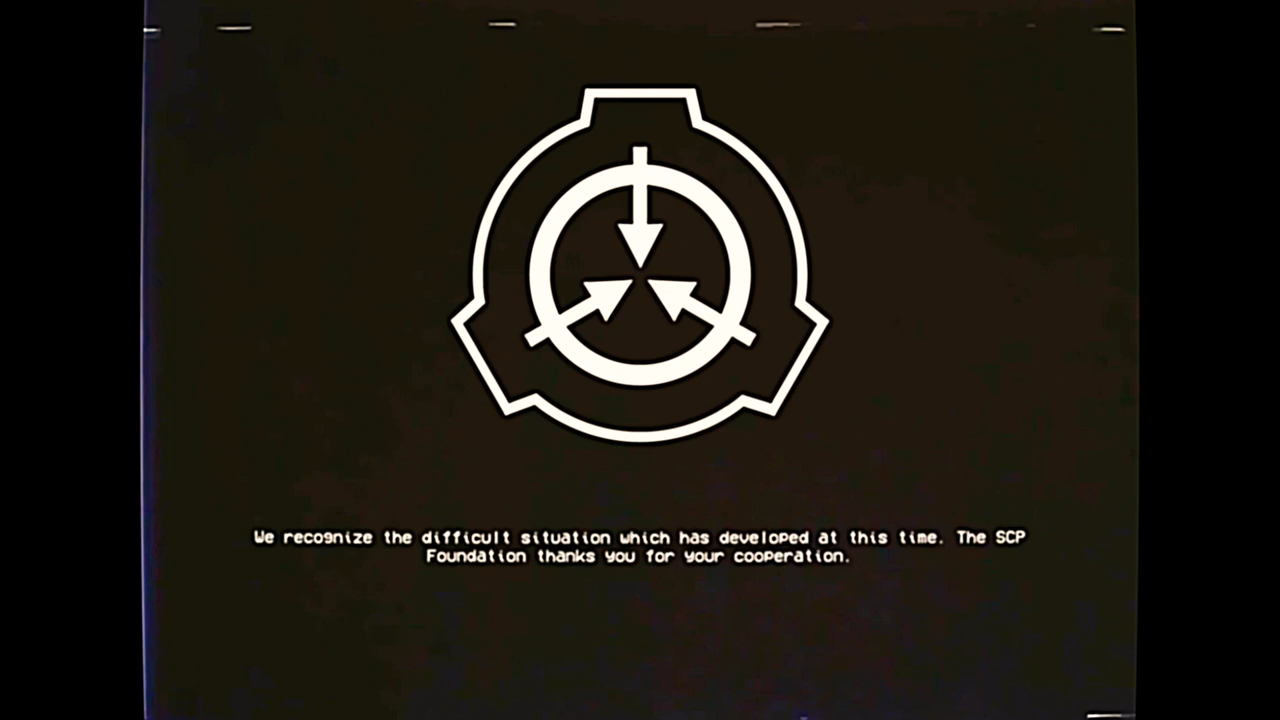 We recognize the difficult situation which has developed at this time. The SCP
Foundation thanks you for your cooperation.